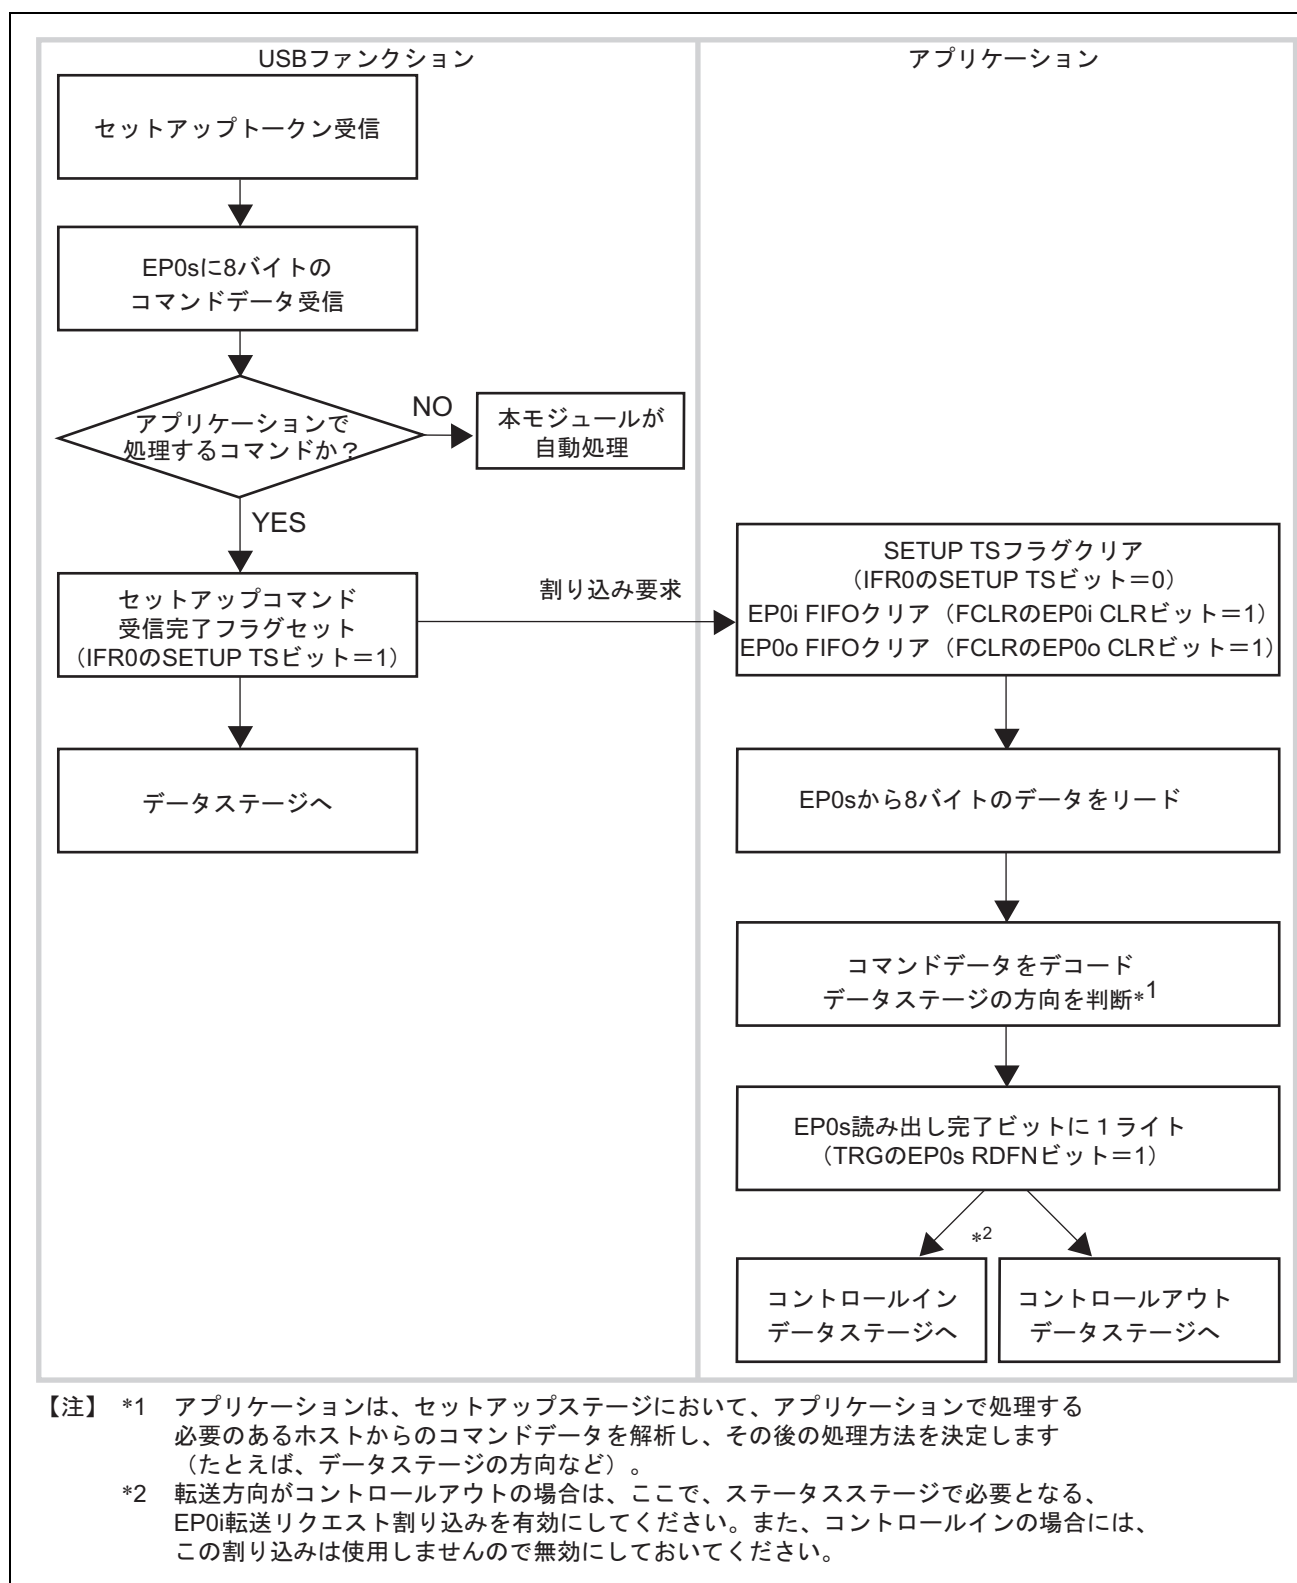 USBファンクション
セットアップトークン受信
EP0sに8バイトの
コマンドデータ受信
アプリケーションで
処理するコマンドか？
NO
本モジュールが
自動処理
YES
セットアップコマンド
受信完了フラグセット
（IFR0のSETUP TSビット＝1）
割り込み要求
データステージへ
アプリケーション
SETUP TSフラグクリア
（IFR0のSETUP TSビット＝0）
EP0i FIFOクリア（FCLRのEP0i CLRビット＝1）
EP0o FIFOクリア（FCLRのEP0o CLRビット＝1）
EP0sから8バイトのデータをリード
コマンドデータをデコード
データステージの方向を判断*1
EP0s読み出し完了ビットに１ライト
（TRGのEP0s RDFNビット＝1）
*2
コントロールイン
データステージへ
コントロールアウト
データステージへ
【注】 *1 アプリケーションは、セットアップステージにおいて、アプリケーションで処理する
必要のあるホストからのコマンドデータを解析し、その後の処理方法を決定します
（たとえば、データステージの方向など）。
*2 転送方向がコントロールアウトの場合は、ここで、ステータスステージで必要となる、
EP0i転送リクエスト割り込みを有効にしてください。また、コントロールインの場合には、
この割り込みは使用しませんので無効にしておいてください。